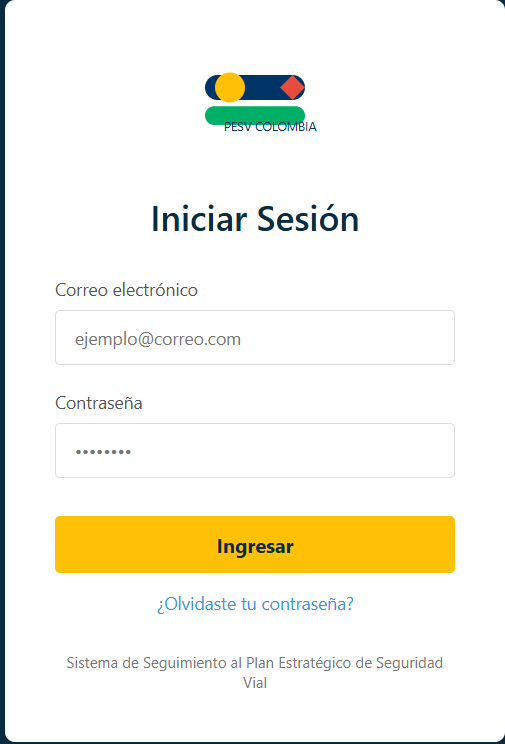 PESV COLOMBIA
Iniciar Sesión
Correo electrónico
ejemplo@correo.com
Contraseña
••••••••
Ingresar
¿Olvidaste tu contraseña?
Sistema de Seguimiento al Plan Estratégico de Seguridad
Vial